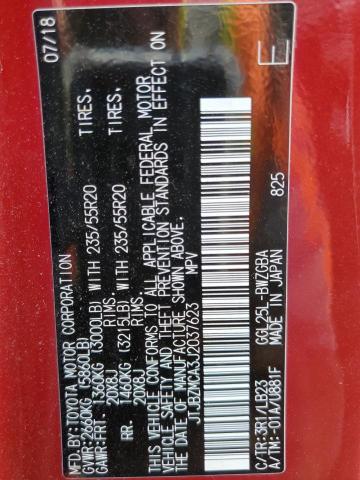 MFD.BY:TOYOTA MOTOR CORPORATION 07/18
GVWR:2660KG (5860LB)
GAWR:FRT. 1365KG (3000LB) WITH 235/55R20 TIRES,
20X8J RIMS,
RR. 1460KG (3215LB) WITH 235/55R20 TIRES,
20X8J RIMS,
THIS VEHICLE CONFORMS TO ALL APPLICABLE FEDERAL MOTOR
VEHICLE SAFETY AND THEFT PREVENTION STANDARDS IN EFFECT ON
THE DATE OF MANUFACTURE SHOWN ABOVE.
JTJBZMCA3J2037623 MPV
E
C/TR:3R1/LB23 GGL25L-BWZGBA 825
A/TM:-01A/U881F MADE IN JAPAN